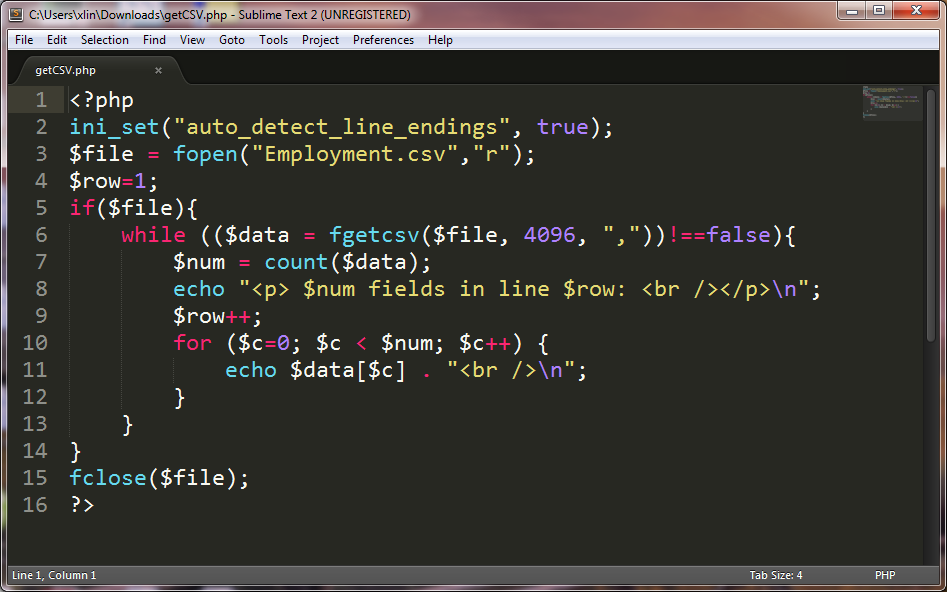 C:\Users\xlin\Downloads\getCSV.php - Sublime Text 2 (UNREGISTERED)
File Edit Selection Find View Goto Tools Project Preferences Help
getCSV.php ×
1 <?php
2 ini_set("auto_detect_line_endings", true);
3 $file = fopen("Employment.csv","r");
4 $row=1;
5 if($file){
6     while (($data = fgetcsv($file, 4096, ","))!==false){
7         $num = count($data);
8         echo "<p> $num fields in line $row: <br /></p>\n";
9         $row++;
10         for ($c=0; $c < $num; $c++) {
11             echo $data[$c] . "<br />\n";
12         }
13     }
14 }
15 fclose($file);
16 ?>
Line 1, Column 1 Tab Size: 4 PHP